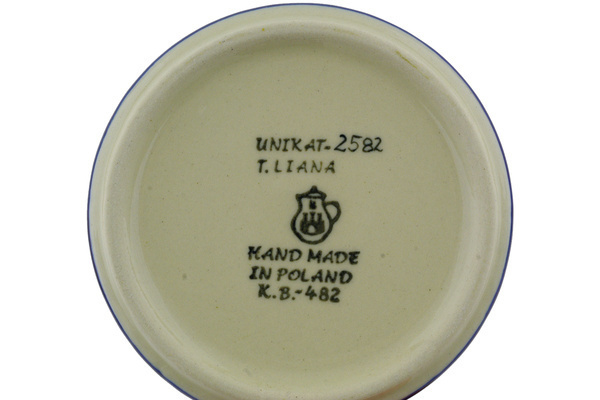 UNIKAT-2582
T. LIANA
HAND MADE
IN POLAND
K.B.-482